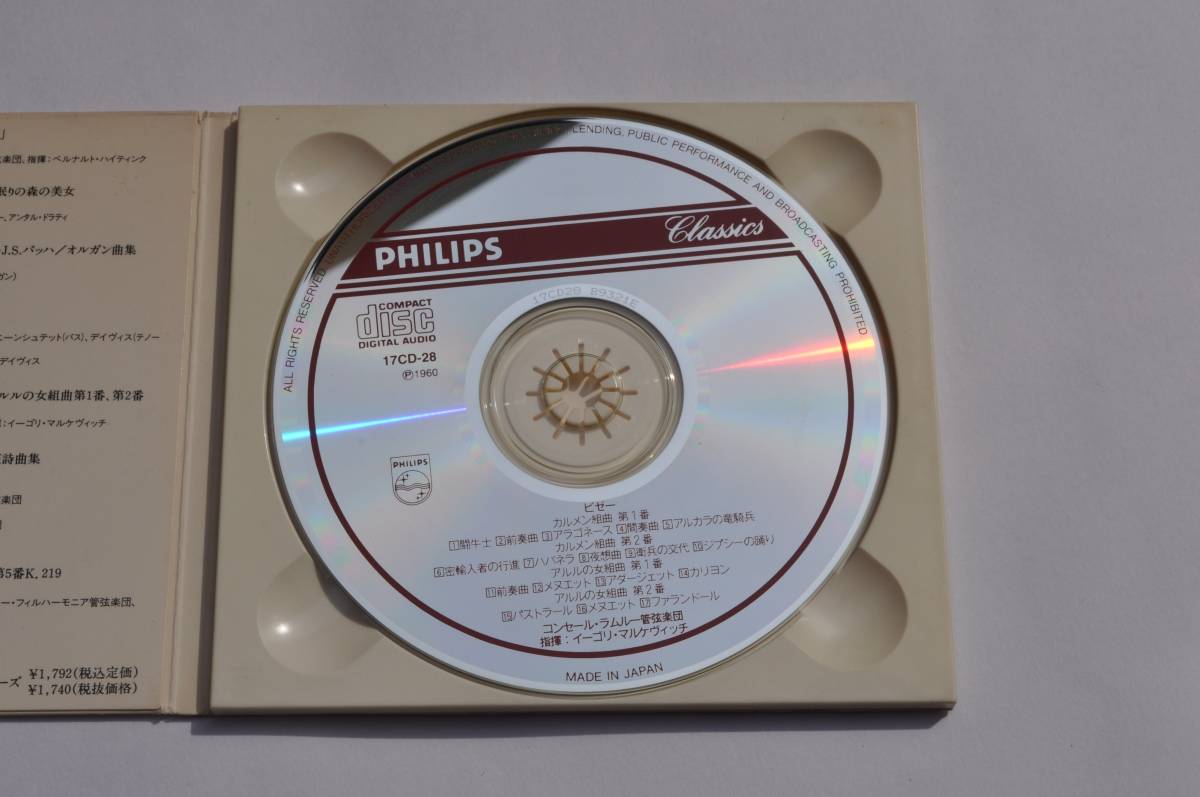 」
弦楽団、指揮：ベルナルト・ハイティンク
眠りの森の美女
ー、アンタル・ドラティ
J.S.バッハ/オルガン曲集
ガン）
エーンシュテット(バス)、デイヴィス(テノー
デイヴィス
ルルの女組曲第1番、第2番
：イーゴリ・マルケヴィッチ
詩曲集
弦楽団
第5番K.219
ー・フィルハーモニア管弦楽団、
ーズ ¥1,792(税込定価)
¥1,740(税抜価格)
ALL RIGHTS RESERVED. UNAUTHORIZED LENDING, PUBLIC PERFORMANCE AND BROADCASTING PROHIBITED
PHILIPS Classics
17CD28 B9321E
COMPACT
disc
DIGITAL AUDIO
17CD-28
Ⓟ1960
PHILIPS
ビゼー
カルメン組曲 第1番
1闘牛士 2前奏曲 3アラゴネース 4間奏曲 5アルカラの竜騎兵
カルメン組曲 第2番
6密輸入者の行進 7ハバネラ 8夜想曲 9衛兵の交代 10ジプシーの踊り
アルルの女組曲 第1番
11前奏曲 12メヌエット 13アダージェット 14カリヨン
アルルの女組曲 第2番
15パストラール 16メヌエット 17ファランドール
コンセール・ラムルー管弦楽団
指揮：イーゴリ・マルケヴィッチ
MADE IN JAPAN